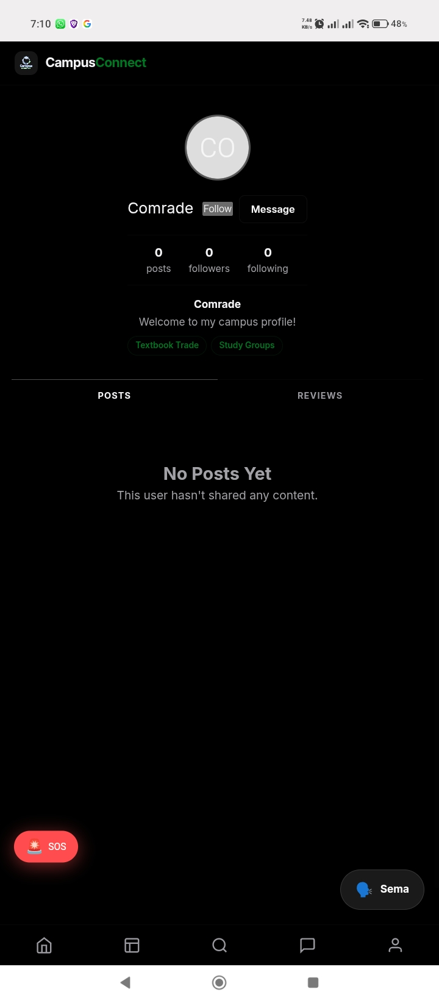 7:10 7.48 KB/s 48%
CampusConnect
CO
Comrade Follow Message
0 0 0
posts followers following
Comrade
Welcome to my campus profile!
Textbook Trade Study Groups
POSTS REVIEWS
No Posts Yet
This user hasn't shared any content.
SOS
Sema